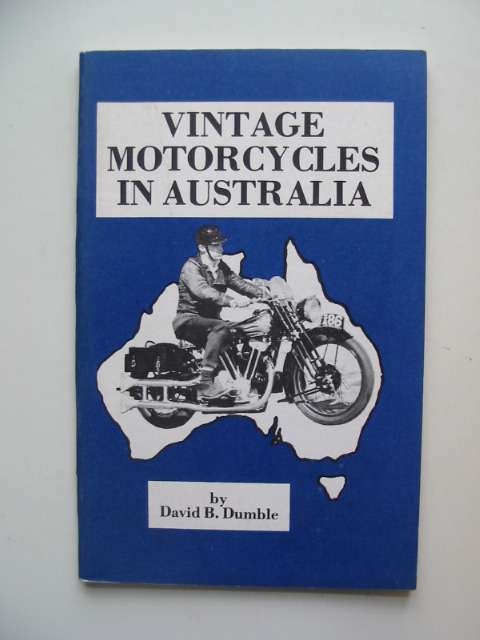 VINTAGE
MOTORCYCLES
IN AUSTRALIA
by
David B. Dumble